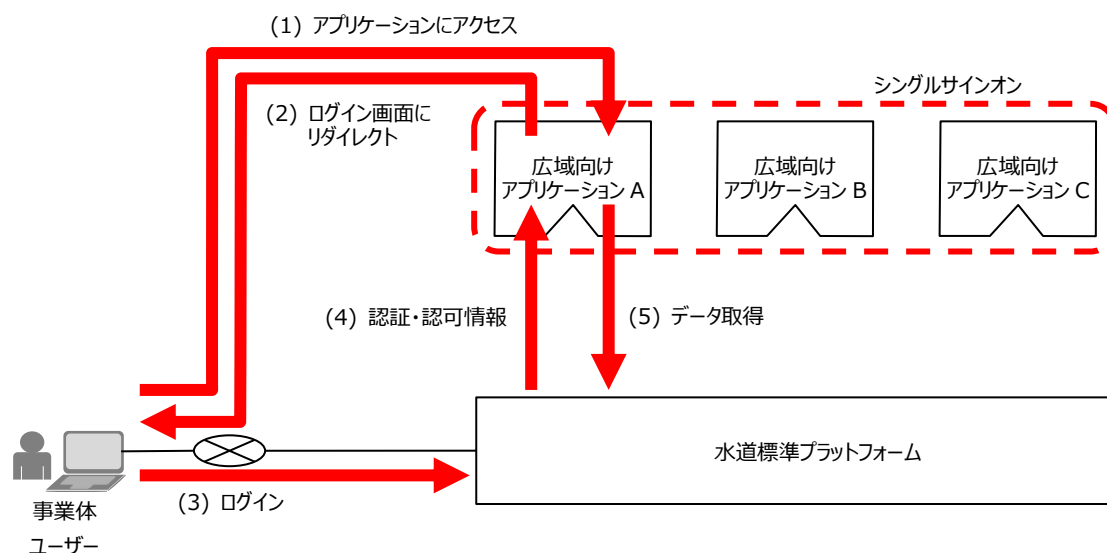 (1) アプリケーションにアクセス
シングルサインオン
(2) ログイン画面に
リダイレクト
広域向け
アプリケーション A
広域向け
アプリケーション B
広域向け
アプリケーション C
(4) 認証・認可情報
(5) データ取得
水道標準プラットフォーム
(3) ログイン
事業体
ユーザー